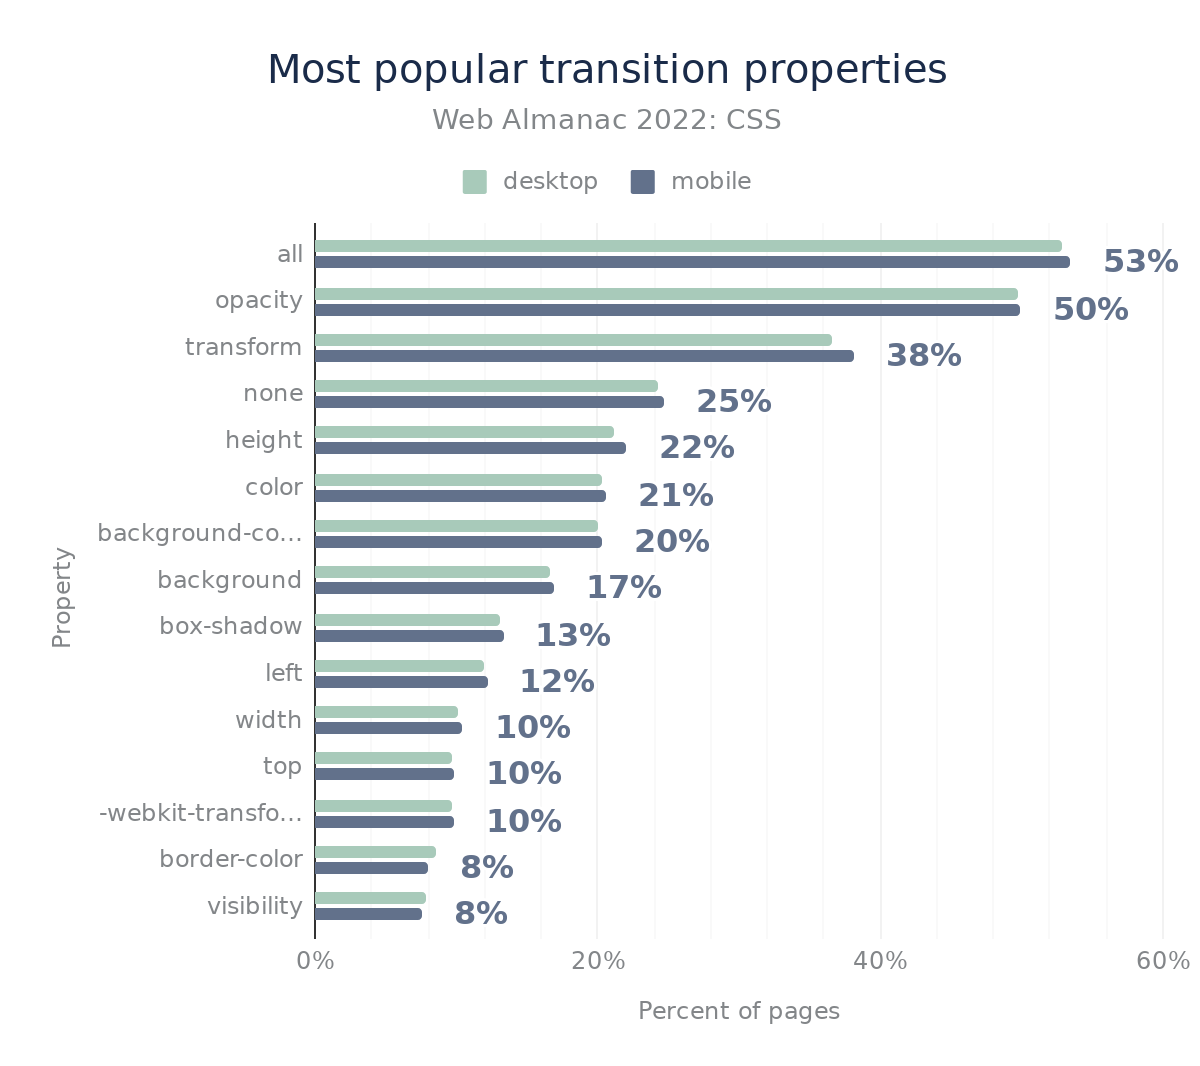 Most popular transition properties
Web Almanac 2022: CSS
desktop mobile
all 53%
opacity 50%
transform 38%
none 25%
height 22%
color 21%
background-co... 20%
background 17%
box-shadow 13%
left 12%
width 10%
top 10%
-webkit-transfo... 10%
border-color 8%
visibility 8%
Property
0% 20% 40% 60%
Percent of pages